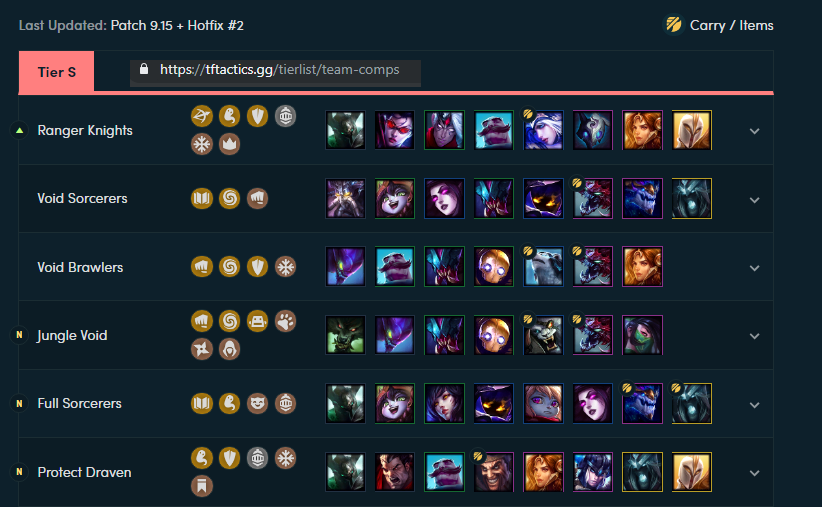 Last Updated: Patch 9.15 + Hotfix #2
Carry / Items
Tier S
https://tftactics.gg/tierlist/team-comps
Ranger Knights
Void Sorcerers
Void Brawlers
N Jungle Void
N Full Sorcerers
N Protect Draven